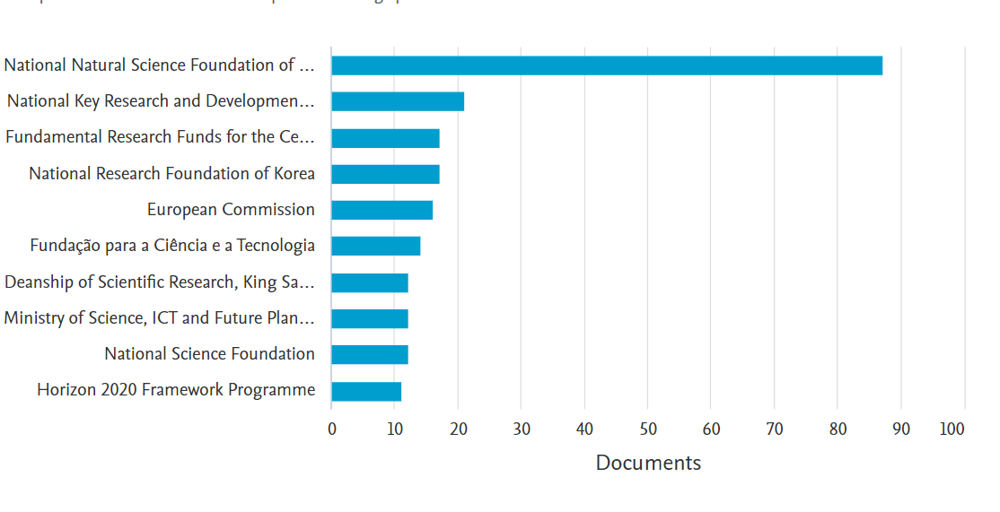 National Natural Science Foundation of ...
National Key Research and Developmen...
Fundamental Research Funds for the Ce...
National Research Foundation of Korea
European Commission
Fundação para a Ciência e a Tecnologia
Deanship of Scientific Research, King Sa...
Ministry of Science, ICT and Future Plan...
National Science Foundation
Horizon 2020 Framework Programme
0 10 20 30 40 50 60 70 80 90 100
Documents